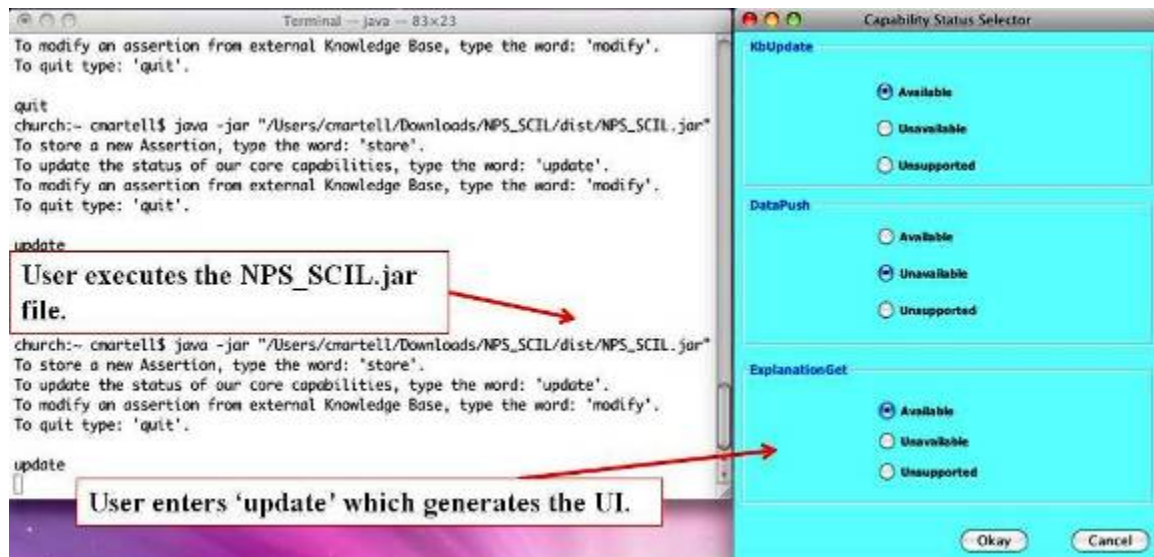 Terminal — java — 83×23
To modify an assertion from external Knowledge Base, type the word: 'modify'.
To quit type: 'quit'.
quit
church:~ cmartell$ java -jar "/Users/cmartell/Downloads/NPS_SCIL/dist/NPS_SCIL.jar"
To store a new Assertion, type the word: 'store'.
To update the status of our core capabilities, type the word: 'update'.
To modify an assertion from external Knowledge Base, type the word: 'modify'.
To quit type: 'quit'.
update
User executes the NPS_SCIL.jar
file.
church:~ cmartell$ java -jar "/Users/cmartell/Downloads/NPS_SCIL/dist/NPS_SCIL.jar"
To store a new Assertion, type the word: 'store'.
To update the status of our core capabilities, type the word: 'update'.
To modify an assertion from external Knowledge Base, type the word: 'modify'.
To quit type: 'quit'.
update
User enters ‘update’ which generates the UI.
Capability Status Selector
KbUpdate
Available
Unavailable
Unsupported
DataPush
Available
Unavailable
Unsupported
ExplanationGet
Available
Unavailable
Unsupported
Okay
Cancel